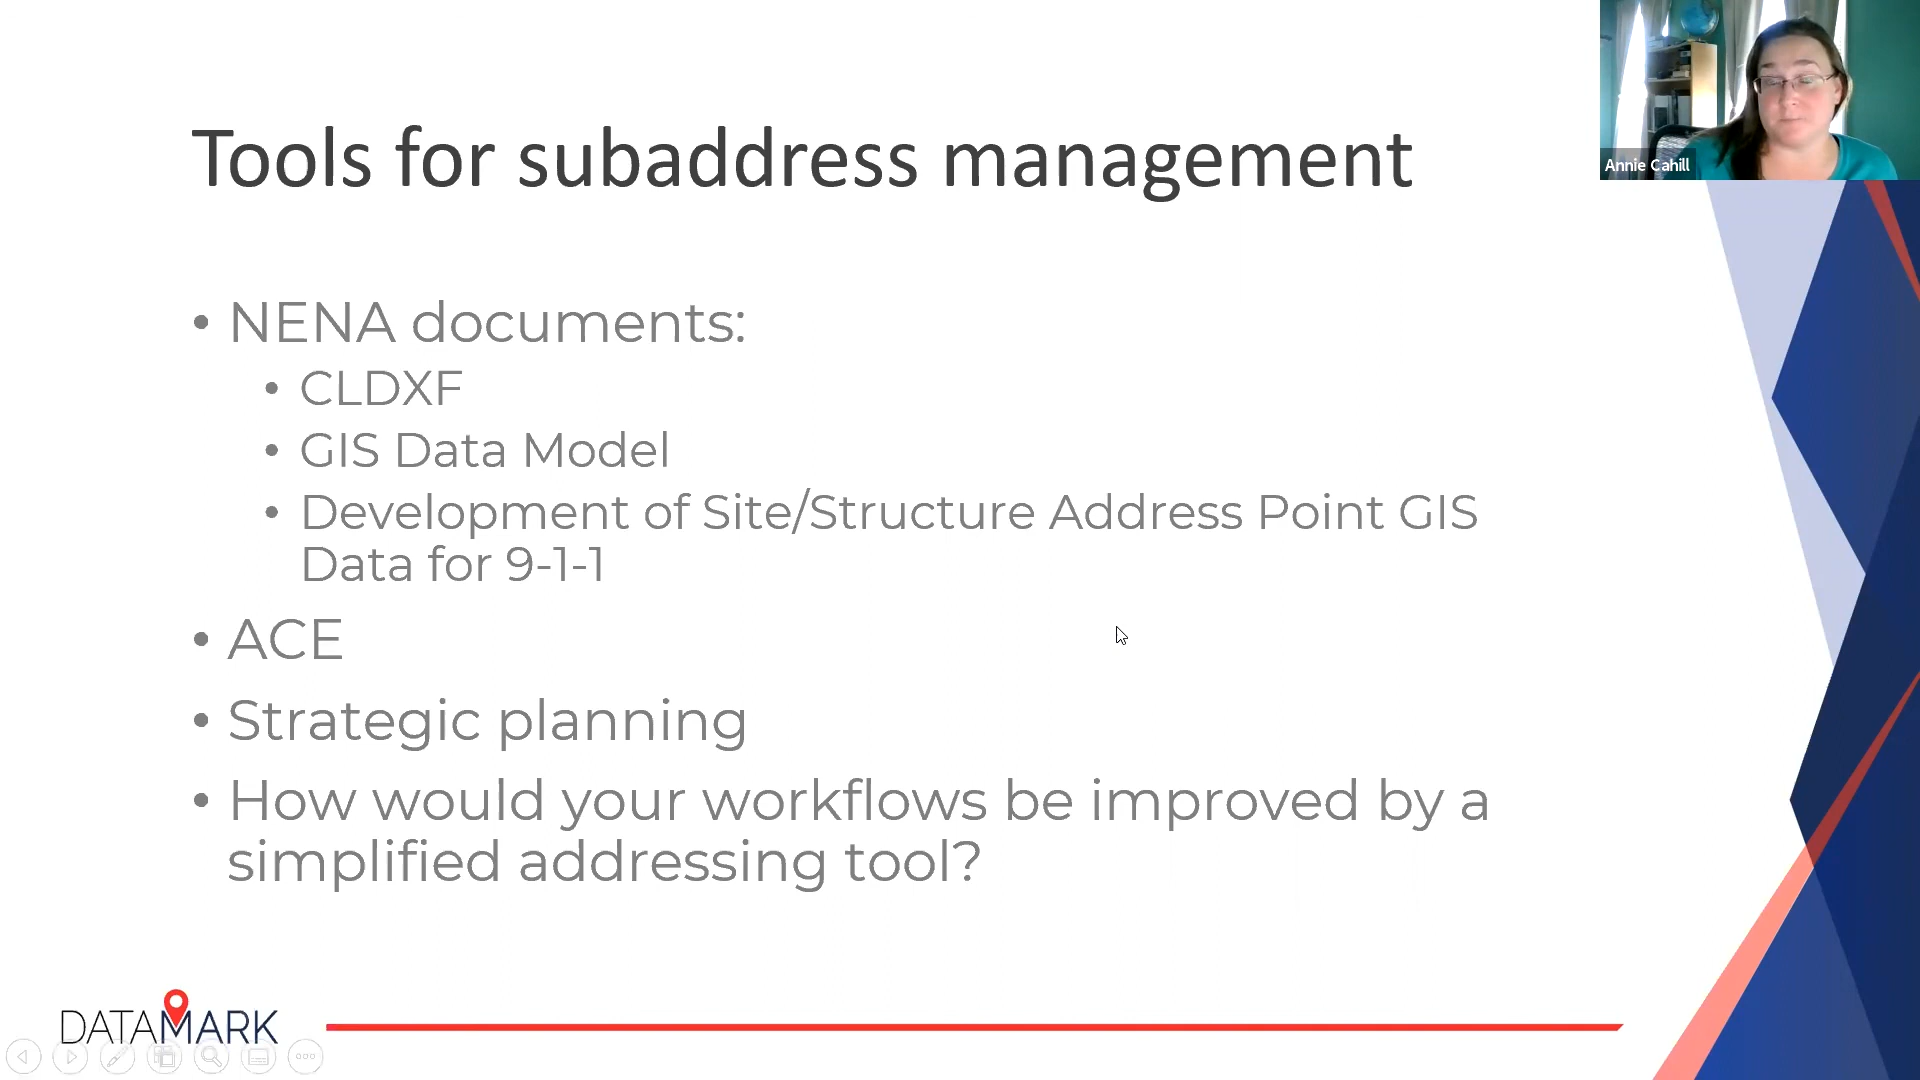 Annie Cahill
Tools for subaddress management
• NENA documents:
• CLDXF
• GIS Data Model
• Development of Site/Structure Address Point GIS
Data for 9-1-1
• ACE
• Strategic planning
• How would your workflows be improved by a
simplified addressing tool?
DATAMARK